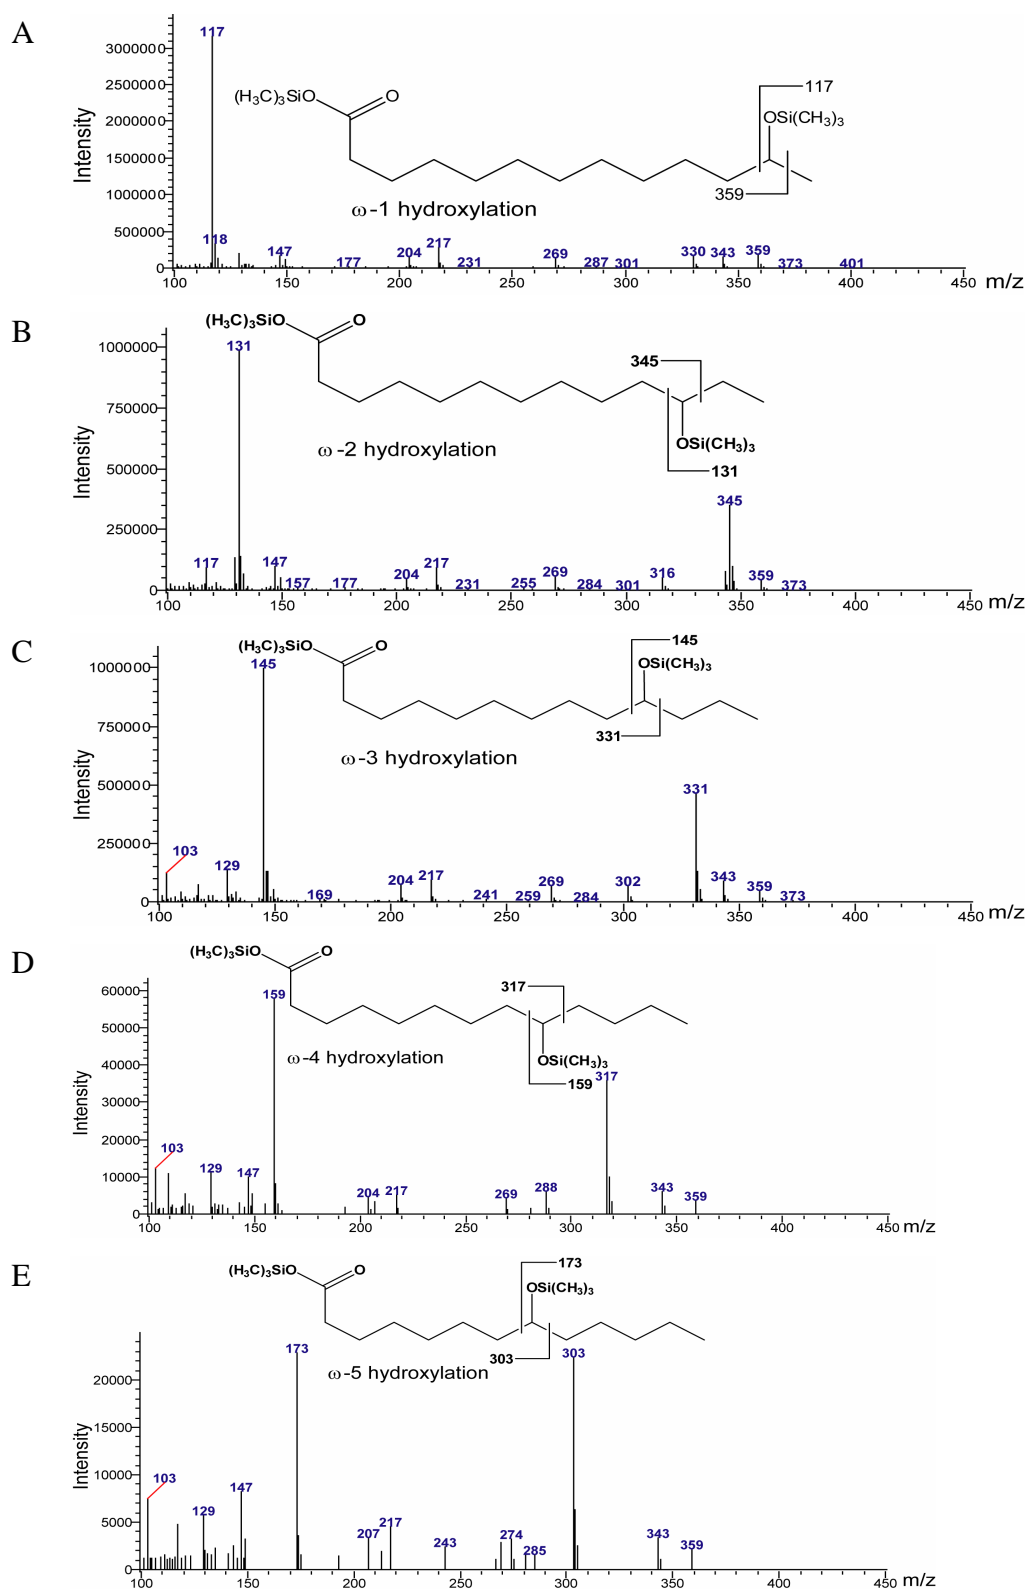 A
117
3000000
(H₃C)₃SiO O
117
2500000
OSi(CH₃)₃
2000000
Intensity
1500000
359
1000000
ω-1 hydroxylation
500000
118 147 177 204 217 231 269 287 301 330 343 359 373 401
0
100 150 200 250 300 350 400 450 m/z
B
(H₃C)₃SiO O
1000000
131
345
750000
Intensity
OSi(CH₃)₃
ω-2 hydroxylation
131
500000
345
250000
117 147 157 177 204 217 231 255 269 284 301 316 359 373
0
100 150 200 250 300 350 400 450 m/z
C
145
(H₃C)₃SiO O
OSi(CH₃)₃
145
1000000
750000
331
Intensity
ω-3 hydroxylation
500000
331
250000
103 129 169 204 217 241 259 269 284 302 343 359 373
0
100 150 200 250 300 350 400 450 m/z
D
(H₃C)₃SiO O
317
60000
159
50000
ω-4 hydroxylation
OSi(CH₃)₃
40000
159
317
Intensity
30000
20000
103 129 147 204 217 269 288 343 359
10000
0
100 150 200 250 300 350 400 450 m/z
E
173
(H₃C)₃SiO O
OSi(CH₃)₃
173
303
303
ω-5 hydroxylation
20000
Intensity
15000
10000
103 129 147 207 217 243 274 285 343 359
5000
0
100 150 200 250 300 350 400 450 m/z